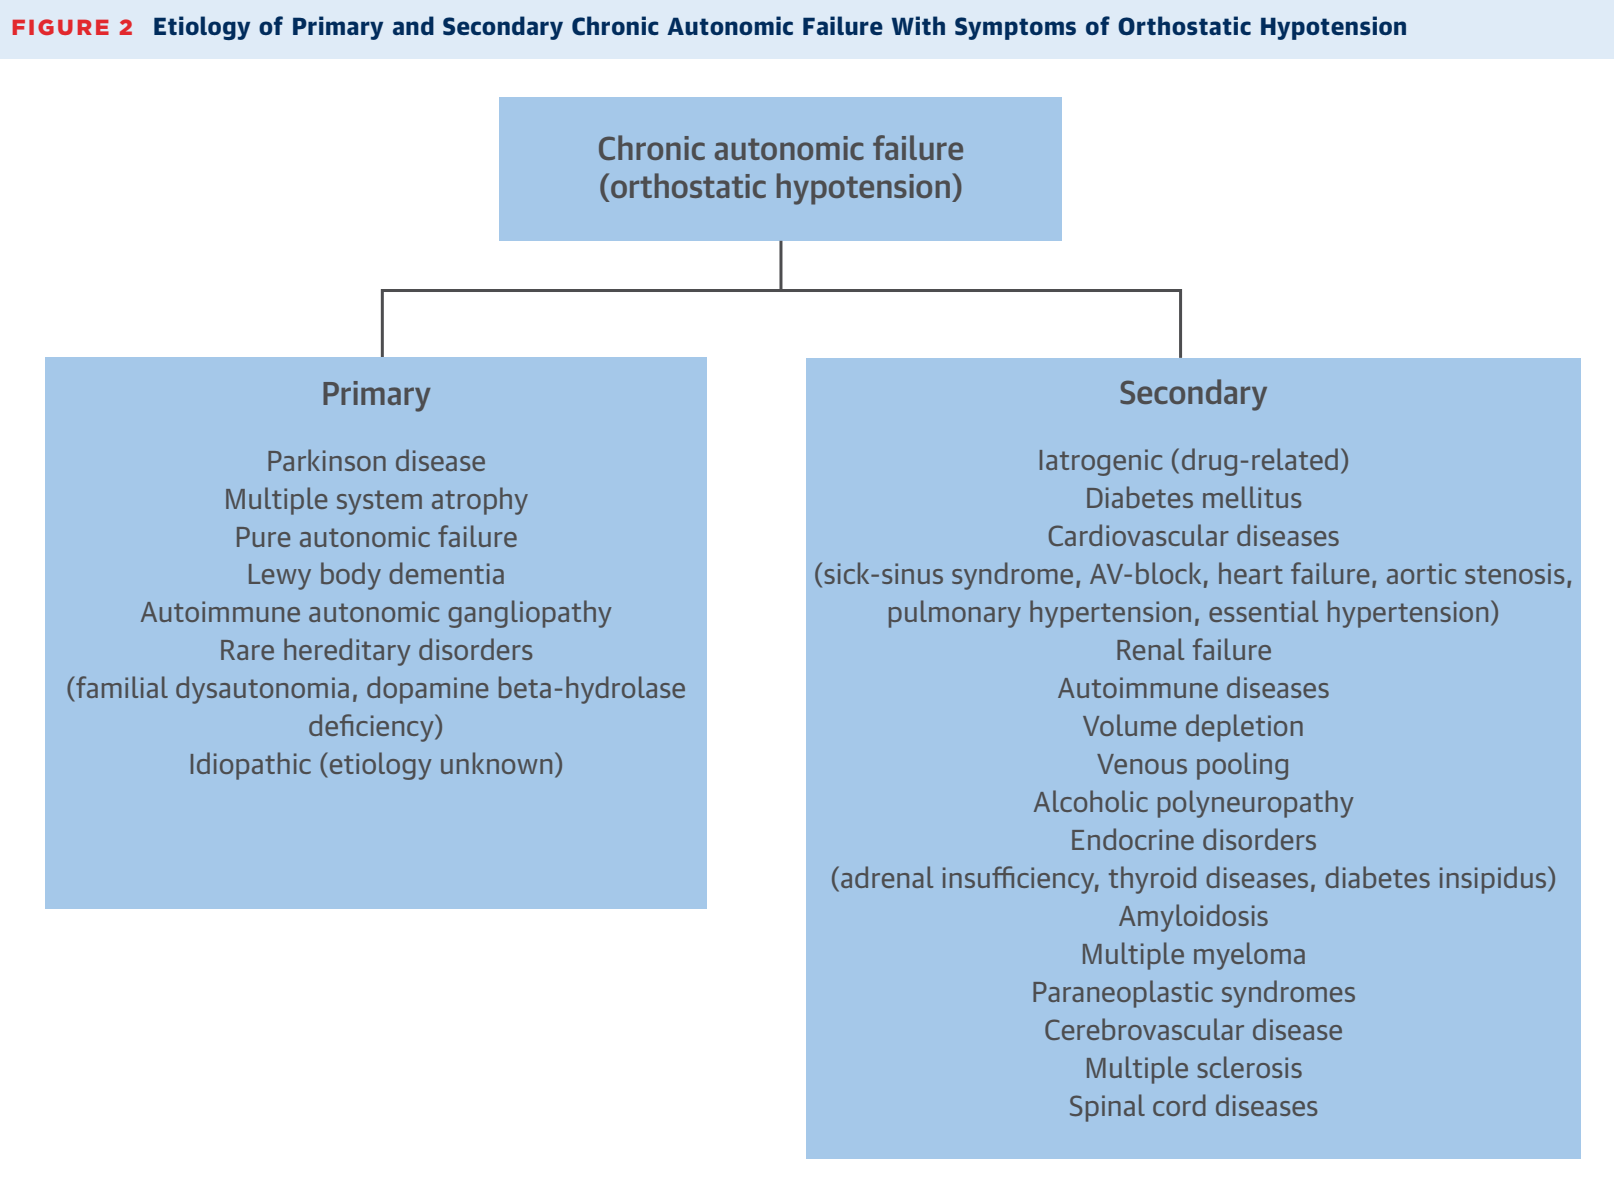 FIGURE 2 Etiology of Primary and Secondary Chronic Autonomic Failure With Symptoms of Orthostatic Hypotension
Chronic autonomic failure
(orthostatic hypotension)
Primary
Parkinson disease
Multiple system atrophy
Pure autonomic failure
Lewy body dementia
Autoimmune autonomic gangliopathy
Rare hereditary disorders
(familial dysautonomia, dopamine beta-hydrolase
deficiency)
Idiopathic (etiology unknown)
Secondary
Iatrogenic (drug-related)
Diabetes mellitus
Cardiovascular diseases
(sick-sinus syndrome, AV-block, heart failure, aortic stenosis,
pulmonary hypertension, essential hypertension)
Renal failure
Autoimmune diseases
Volume depletion
Venous pooling
Alcoholic polyneuropathy
Endocrine disorders
(adrenal insufficiency, thyroid diseases, diabetes insipidus)
Amyloidosis
Multiple myeloma
Paraneoplastic syndromes
Cerebrovascular disease
Multiple sclerosis
Spinal cord diseases